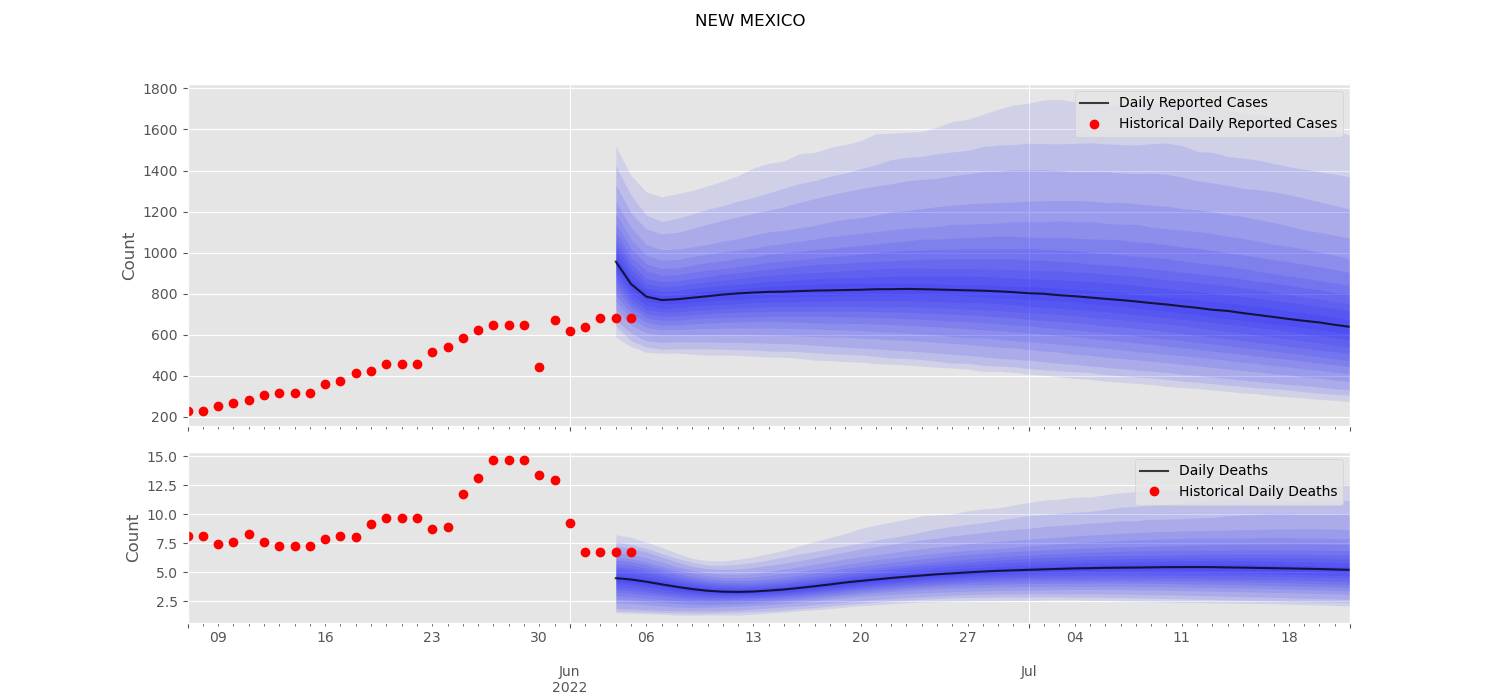 NEW MEXICO
Count
1800
1600
1400
1200
1000
800
600
400
200
Daily Reported Cases
Historical Daily Reported Cases
Count
15.0
12.5
10.0
7.5
5.0
2.5
Daily Deaths
Historical Daily Deaths
09 16 23 30 06 13 20 27 04 11 18
Jun Jul
2022